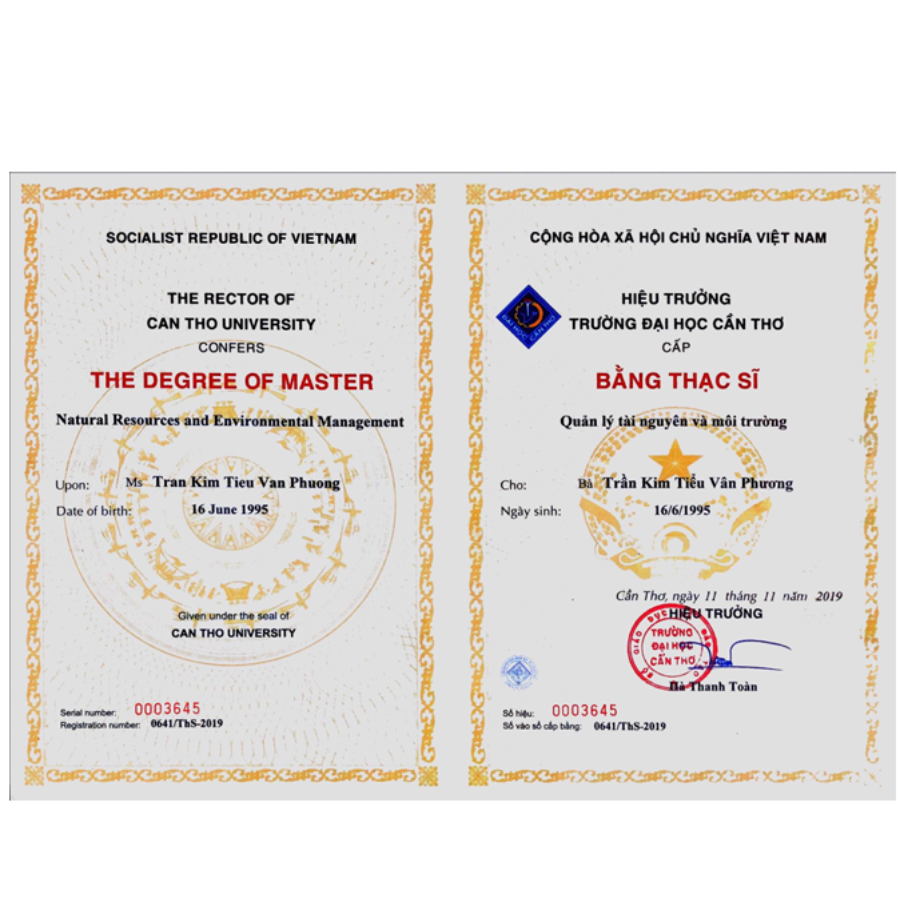 SOCIALIST REPUBLIC OF VIETNAM
THE RECTOR OF
CAN THO UNIVERSITY
CONFERS
THE DEGREE OF MASTER
Natural Resources and Environmental Management
Upon: Ms Tran Kim Tieu Van Phuong
Date of birth: 16 June 1995
Given under the seal of
CAN THO UNIVERSITY
Serial number: 0003645
Registration number: 0641/ThS-2019
CỘNG HÒA XÃ HỘI CHỦ NGHĨA VIỆT NAM
ĐẠI HỌC CẦN THƠ
HIỆU TRƯỞNG
TRƯỜNG ĐẠI HỌC CẦN THƠ
CẤP
BẰNG THẠC SĨ
Quản lý tài nguyên và môi trường
Cho: Bà Trần Kim Tiểu Vân Phương
Ngày sinh: 16/6/1995
Cần Thơ, ngày 11 tháng 11 năm 2019
HIỆU TRƯỞNG
TRƯỜNG
ĐẠI HỌC
CẦN THƠ
Hà Thanh Toàn
Số hiệu: 0003645
Số vào sổ cấp bằng: 0641/ThS-2019